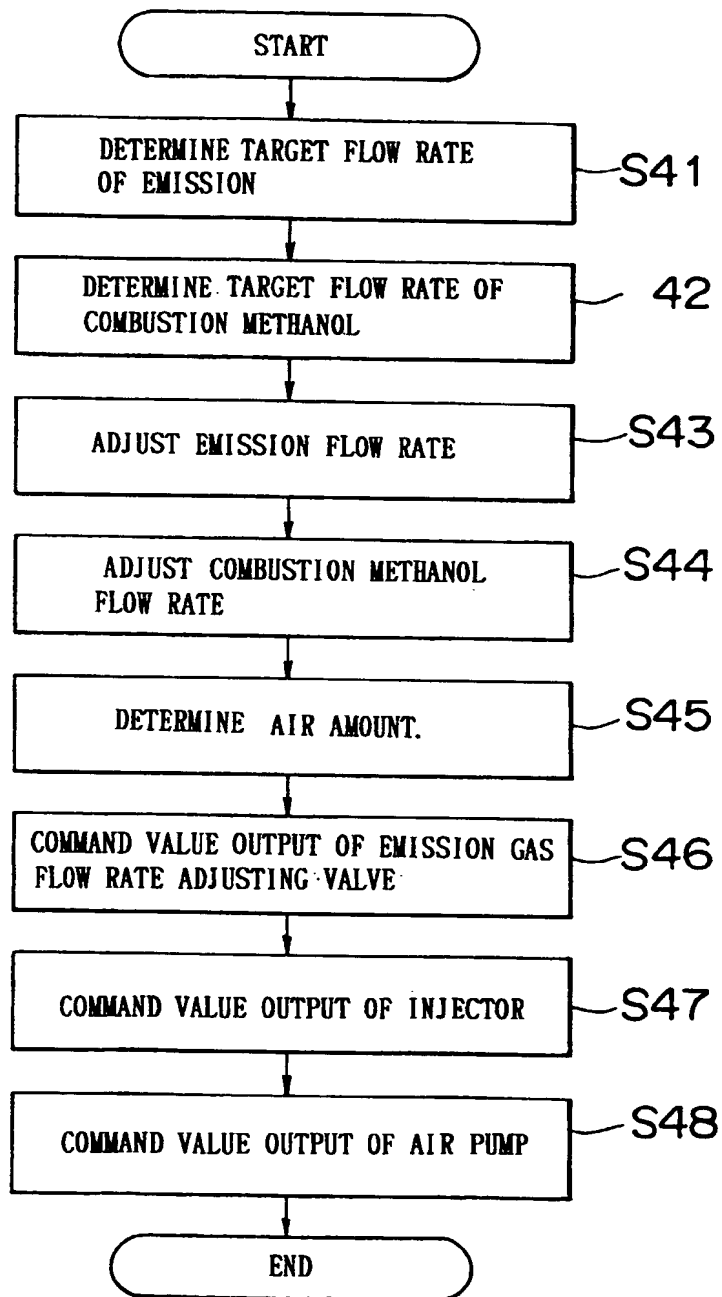 START
DETERMINE TARGET FLOW RATE
OF EMISSION
S41
DETERMINE TARGET FLOW RATE OF
COMBUSTION METHANOL
42
ADJUST EMISSION FLOW RATE
S43
ADJUST COMBUSTION METHANOL
FLOW RATE
S44
DETERMINE AIR AMOUNT.
S45
COMMAND VALUE OUTPUT OF EMISSION GAS
FLOW RATE ADJUSTING VALVE
S46
COMMAND VALUE OUTPUT OF INJECTOR
S47
COMMAND VALUE OUTPUT OF AIR PUMP
S48
END